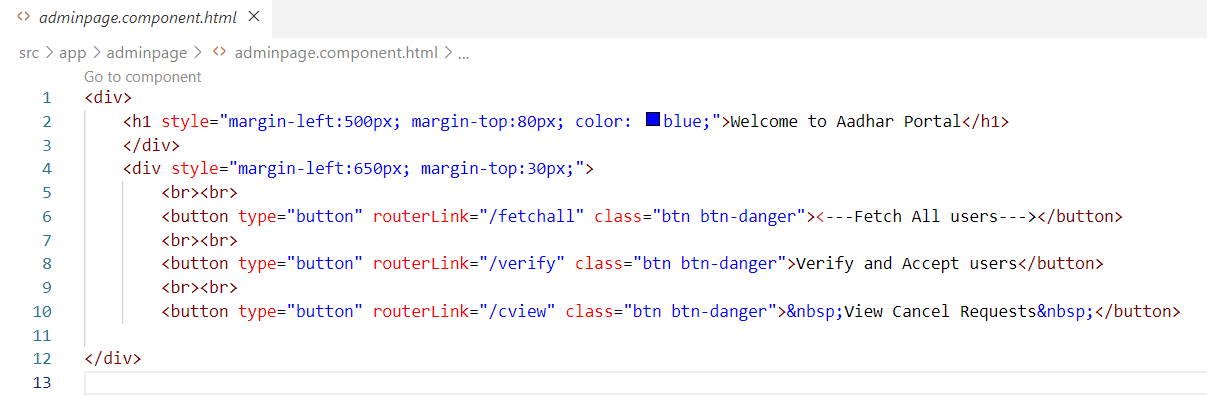 <> adminpage.component.html ×
src > app > adminpage > <> adminpage.component.html > ...
Go to component
1 <div>
2     <h1 style="margin-left:500px; margin-top:80px; color: blue;">Welcome to Aadhar Portal</h1>
3     </div>
4     <div style="margin-left:650px; margin-top:30px;">
5         <br><br>
6         <button type="button" routerLink="/fetchall" class="btn btn-danger"><---Fetch All users---></button>
7         <br><br>
8         <button type="button" routerLink="/verify" class="btn btn-danger">Verify and Accept users</button>
9         <br><br>
10         <button type="button" routerLink="/cview" class="btn btn-danger">&nbsp;View Cancel Requests&nbsp;</button>
11
12 </div>
13